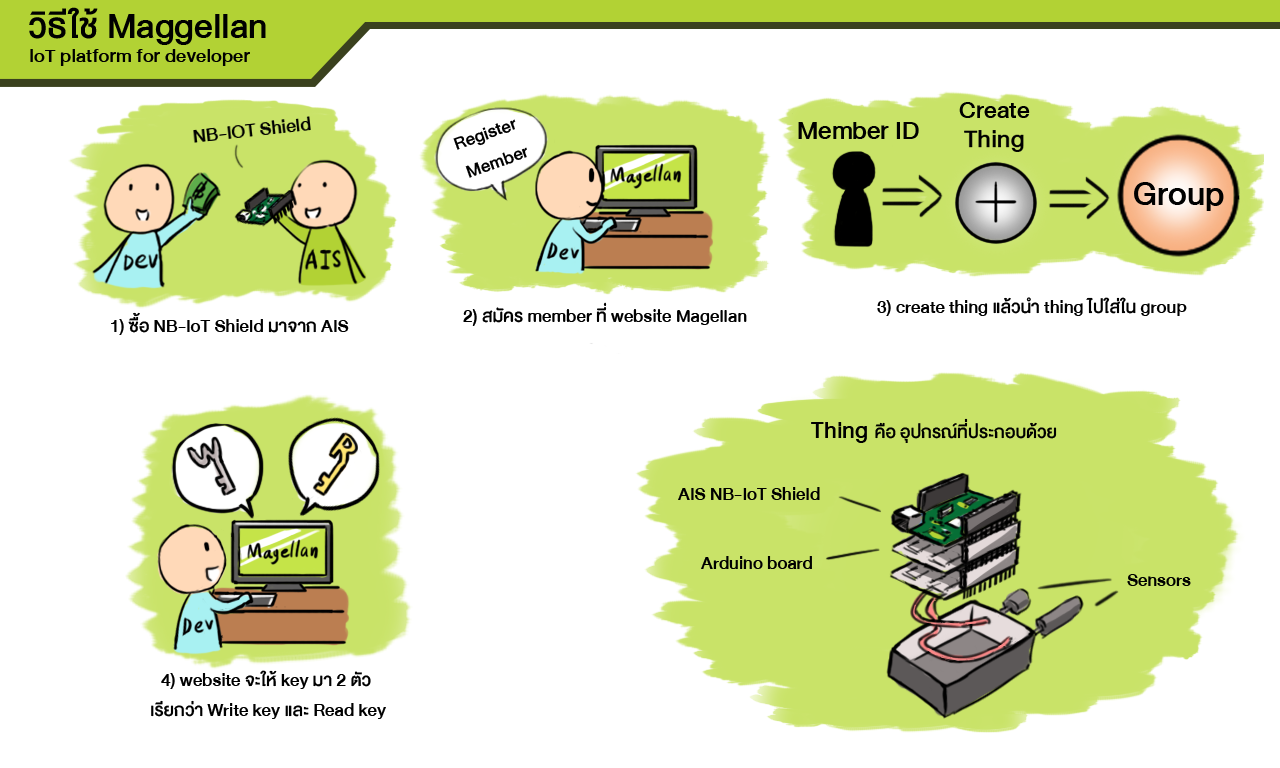 วิธีใช้ Maggellan
IoT platform for developer
NB-IOT Shield
Dev
AIS
1) ซื้อ NB-IoT Shield มาจาก AIS
Register
Member
Magellan
Dev
2) สมัคร member ที่ website Magellan
Member ID
Create
Thing
Group
3) create thing แล้วนำ thing ไปใส่ใน group
W
R
Magellan
Dev
4) website จะให้ key มา 2 ตัว
เรียกว่า Write key และ Read key
Thing คือ อุปกรณ์ที่ประกอบด้วย
AIS NB-IoT Shield
Arduino board
Sensors